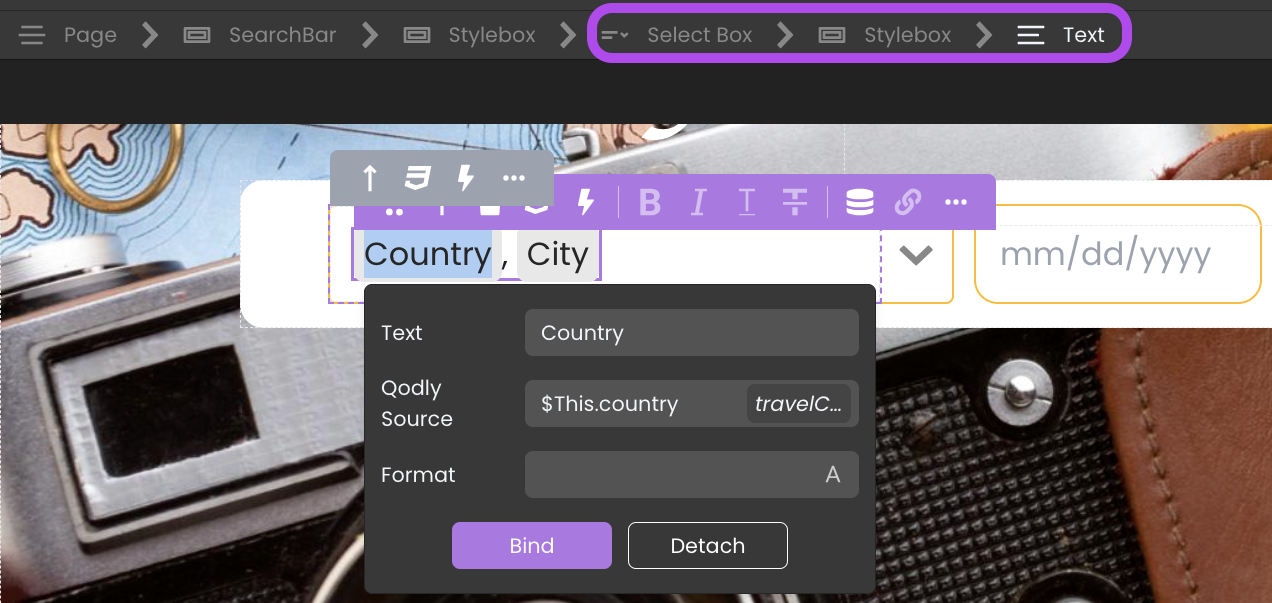 Page SearchBar Stylebox Select Box Stylebox Text
B I T T
Country , City mm/dd/yyyy
Text Country
Qodly
Source $This.country travelC...
Format A
Bind Detach